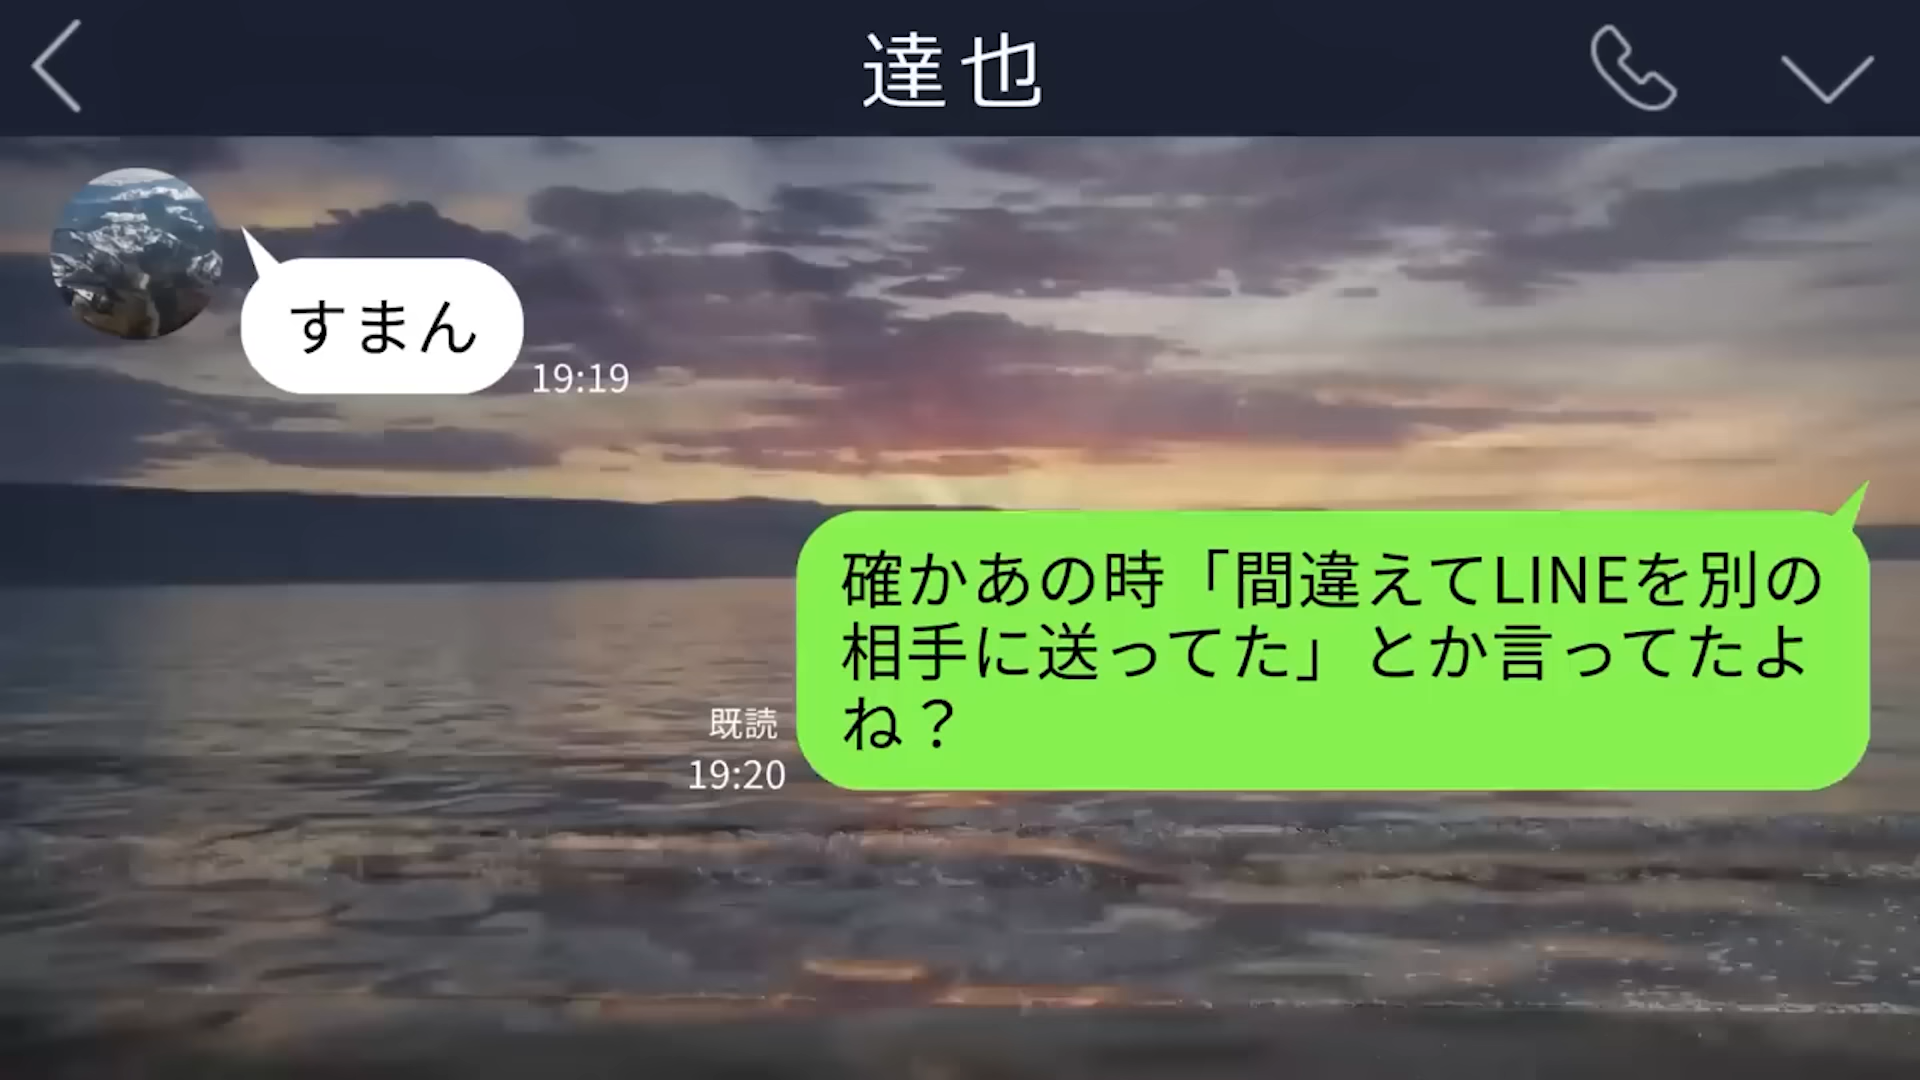 達也
すまん
19:19
確かあの時「間違えてLINEを別の
相手に送ってた」とか言ってたよ
ね？
既読
19:20